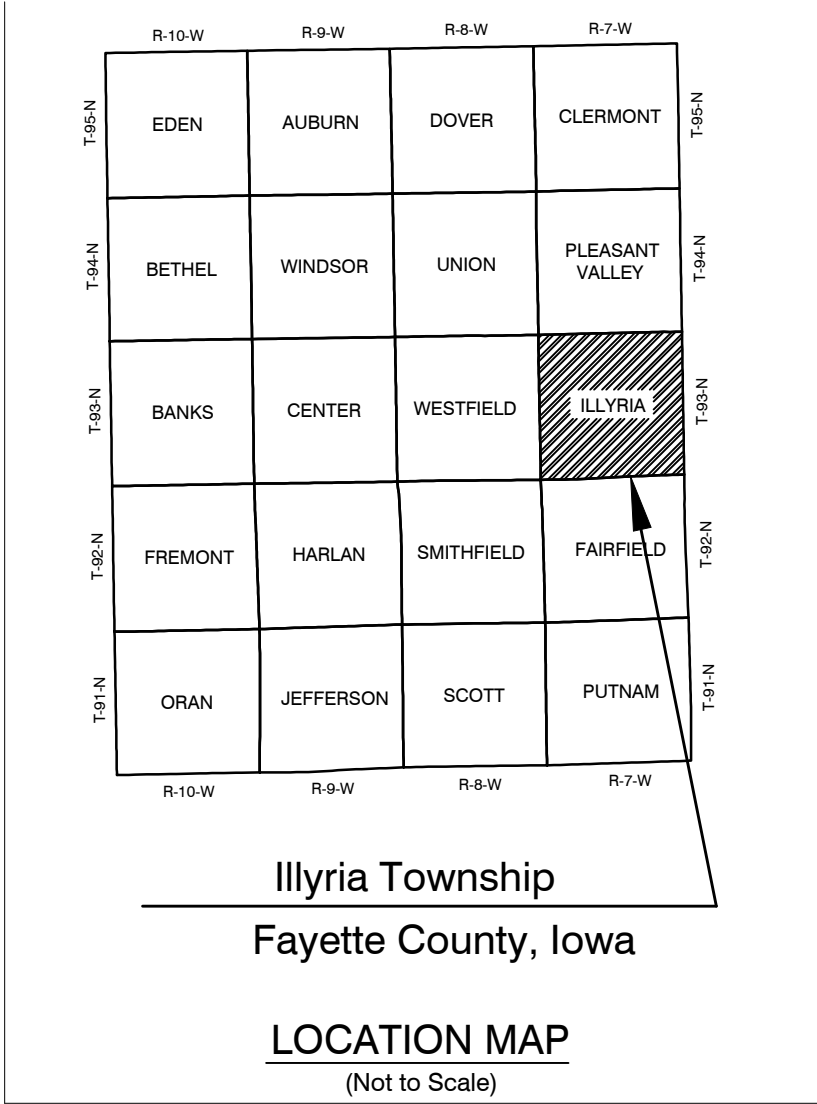 R-10-W R-9-W R-8-W R-7-W
T-95-N EDEN AUBURN DOVER CLERMONT T-95-N
T-94-N BETHEL WINDSOR UNION PLEASANT VALLEY T-94-N
T-93-N BANKS CENTER WESTFIELD ILLYRIA T-93-N
T-92-N FREMONT HARLAN SMITHFIELD FAIRFIELD T-92-N
T-91-N ORAN JEFFERSON SCOTT PUTNAM T-91-N
R-10-W R-9-W R-8-W R-7-W
Illyria Township
Fayette County, Iowa
LOCATION MAP
(Not to Scale)